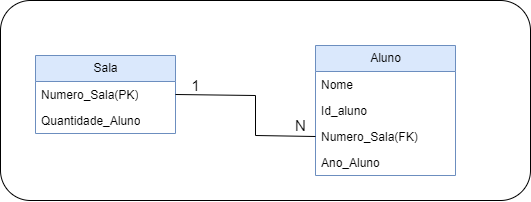 Sala
Numero_Sala(PK)
Quantidade_Aluno
1
N
Aluno
Nome
Id_aluno
Numero_Sala(FK)
Ano_Aluno